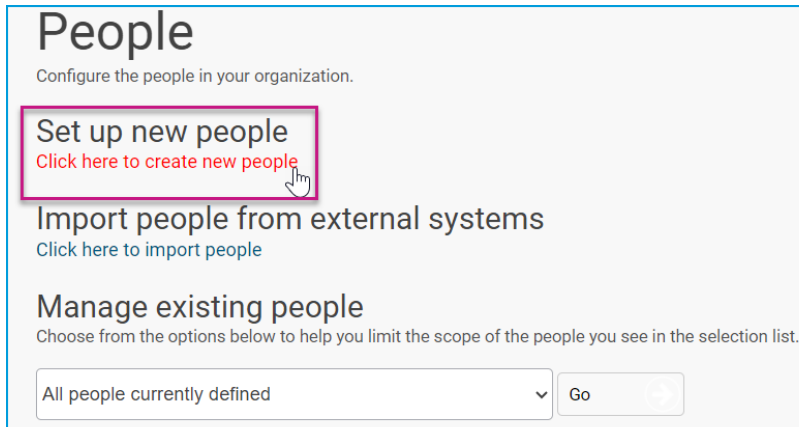 People
Configure the people in your organization.
Set up new people
Click here to create new people
Import people from external systems
Click here to import people
Manage existing people
Choose from the options below to help you limit the scope of the people you see in the selection list.
All people currently defined
Go